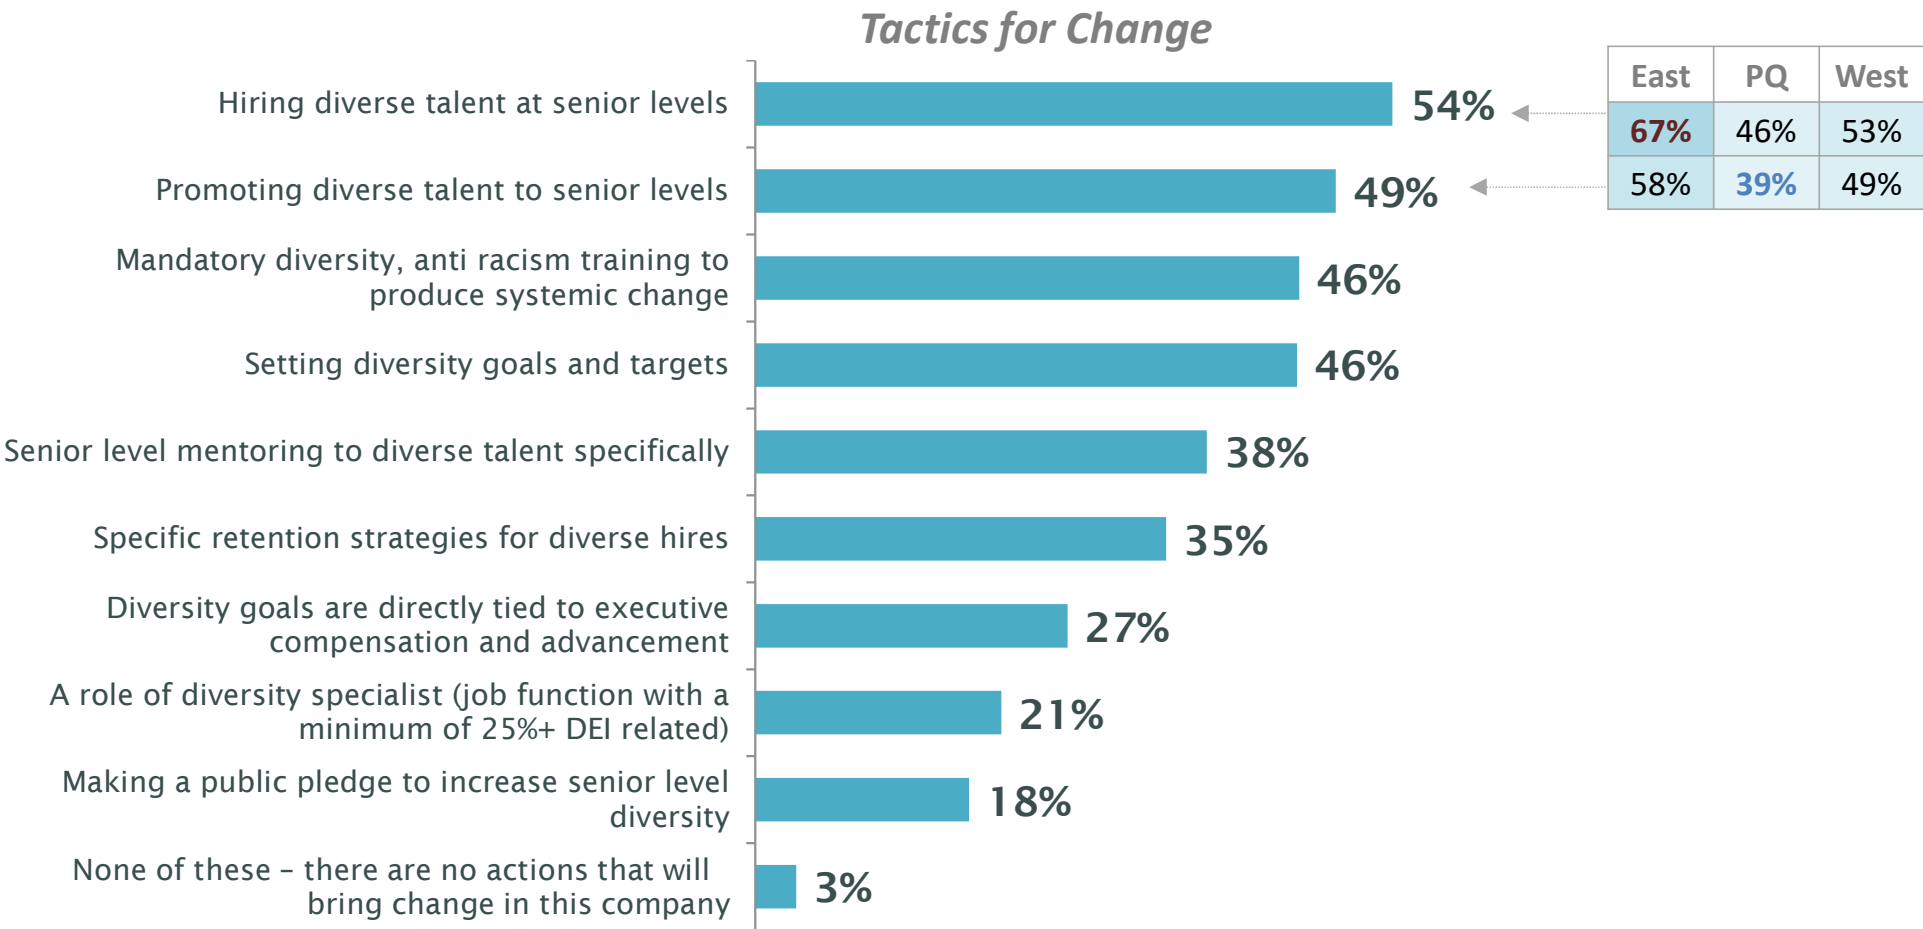 Tactics for Change
East PQ West
Hiring diverse talent at senior levels 54% 67% 46% 53%
Promoting diverse talent to senior levels 49% 58% 39% 49%
Mandatory diversity, anti racism training to
produce systemic change 46%
Setting diversity goals and targets 46%
Senior level mentoring to diverse talent specifically 38%
Specific retention strategies for diverse hires 35%
Diversity goals are directly tied to executive
compensation and advancement 27%
A role of diversity specialist (job function with a
minimum of 25%+ DEI related) 21%
Making a public pledge to increase senior level
diversity 18%
None of these – there are no actions that will
bring change in this company 3%